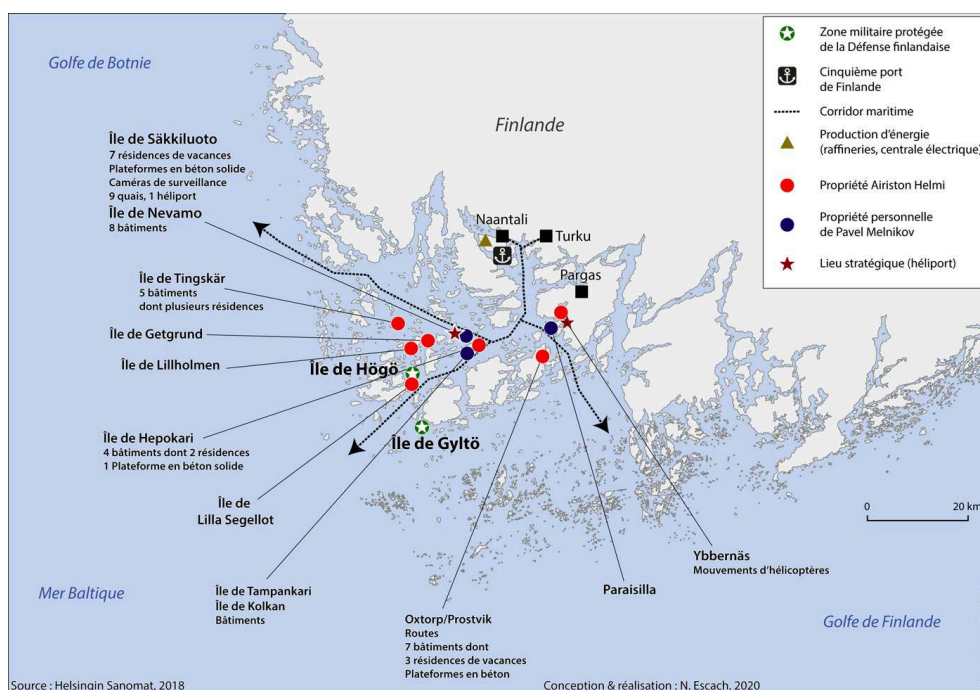 Golfe de Botnie
Finlande
Île de Säkkiluoto
7 résidences de vacances
Plateformes en béton solide
Caméras de surveillance
9 quais, 1 héliport
Île de Nevamo
8 bâtiments
Naantali
Turku
Pargas
Île de Tingskär
5 bâtiments
dont plusieurs résidences
Île de Getgrund
Île de Lillholmen
Île de Högö
Île de Hepokari
4 bâtiments dont 2 résidences
1 Plateforme en béton solide
Île de Gyltö
Île de
Lilla Segellot
Île de Tampankari
Île de Kolkan
Bâtiments
Oxtorp/Prostvik
Routes
7 bâtiments dont
3 résidences de vacances
Plateformes en béton
Paraisilla
Ybbernäs
Mouvements d'hélicoptères
Mer Baltique
Golfe de Finlande
0 20 km
Zone militaire protégée
de la Défense finlandaise
Cinquième port
de Finlande
Corridor maritime
Production d'énergie
(raffineries, centrale électrique)
Propriété Airiston Helmi
Propriété personnelle
de Pavel Melnikov
Lieu stratégique (héliport)
Source : Helsingin Sanomat, 2018
Conception & réalisation : N. Escach, 2020